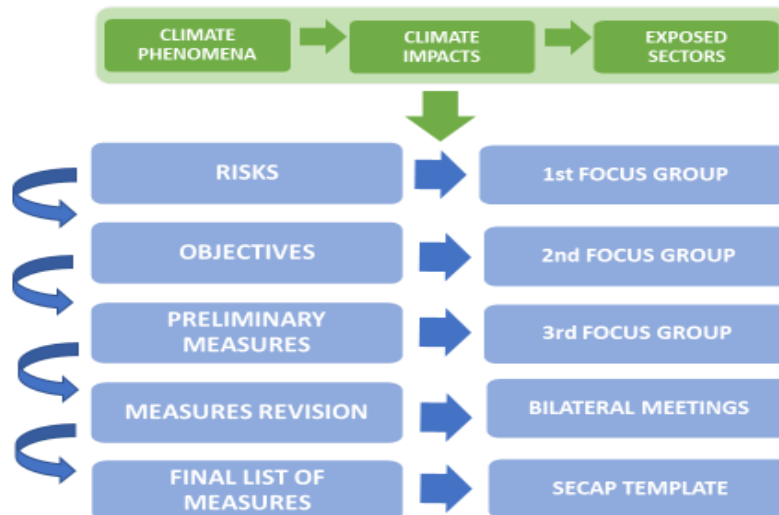 CLIMATE
PHENOMENA
CLIMATE
IMPACTS
EXPOSED
SECTORS
RISKS
1st FOCUS GROUP
OBJECTIVES
2nd FOCUS GROUP
PRELIMINARY
MEASURES
3rd FOCUS GROUP
MEASURES REVISION
BILATERAL MEETINGS
FINAL LIST OF
MEASURES
SECAP TEMPLATE